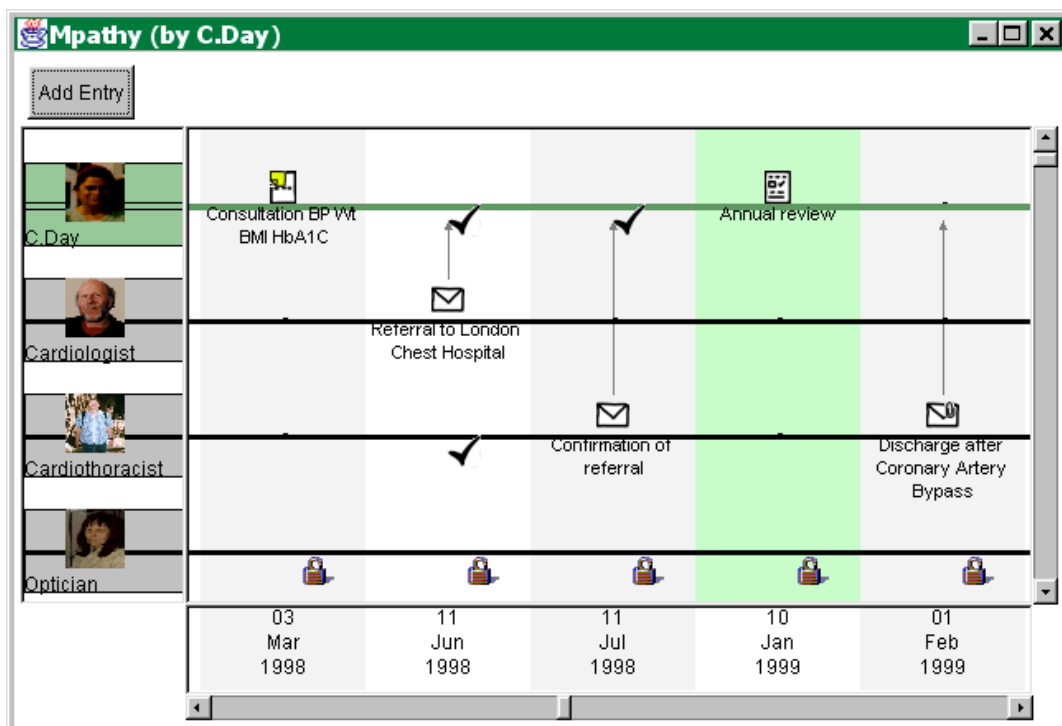 Mpathy (by C.Day)
Add Entry
C.Day
Consultation BP Wt
BMI HbA1C
Annual review
Cardiologist
Referral to London
Chest Hospital
Cardiothoracist
Confirmation of
referral
Discharge after
Coronary Artery
Bypass
Optician
03
Mar
1998
11
Jun
1998
11
Jul
1998
10
Jan
1999
01
Feb
1999